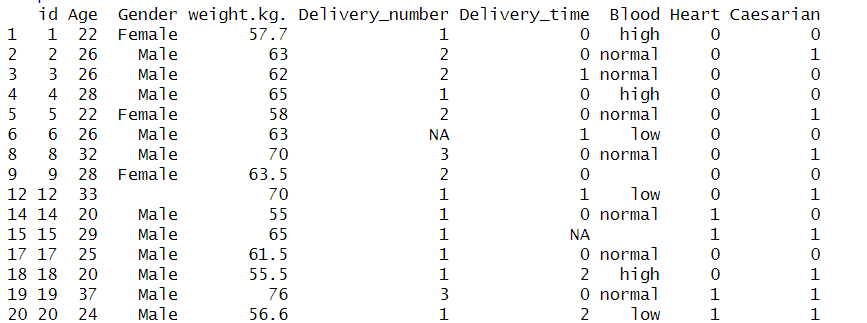 id Age Gender weight.kg. Delivery_number Delivery_time Blood Heart Caesarian
1 1 22 Female 57.7 1 0 high 0 0
2 2 26 Male 63 2 0 normal 0 1
3 3 26 Male 62 2 1 normal 0 0
4 4 28 Male 65 1 0 high 0 0
5 5 22 Female 58 2 0 normal 0 1
6 6 26 Male 63 NA 1 low 0 0
8 8 32 Male 70 3 0 normal 0 1
9 9 28 Female 63.5 2 0 0 0
12 12 33 70 1 1 low 0 1
14 14 20 Male 55 1 0 normal 1 0
15 15 29 Male 65 1 NA 1 1
17 17 25 Male 61.5 1 0 normal 0 0
18 18 20 Male 55.5 1 2 high 0 1
19 19 37 Male 76 3 0 normal 1 1
20 20 24 Male 56.6 1 2 low 1 1